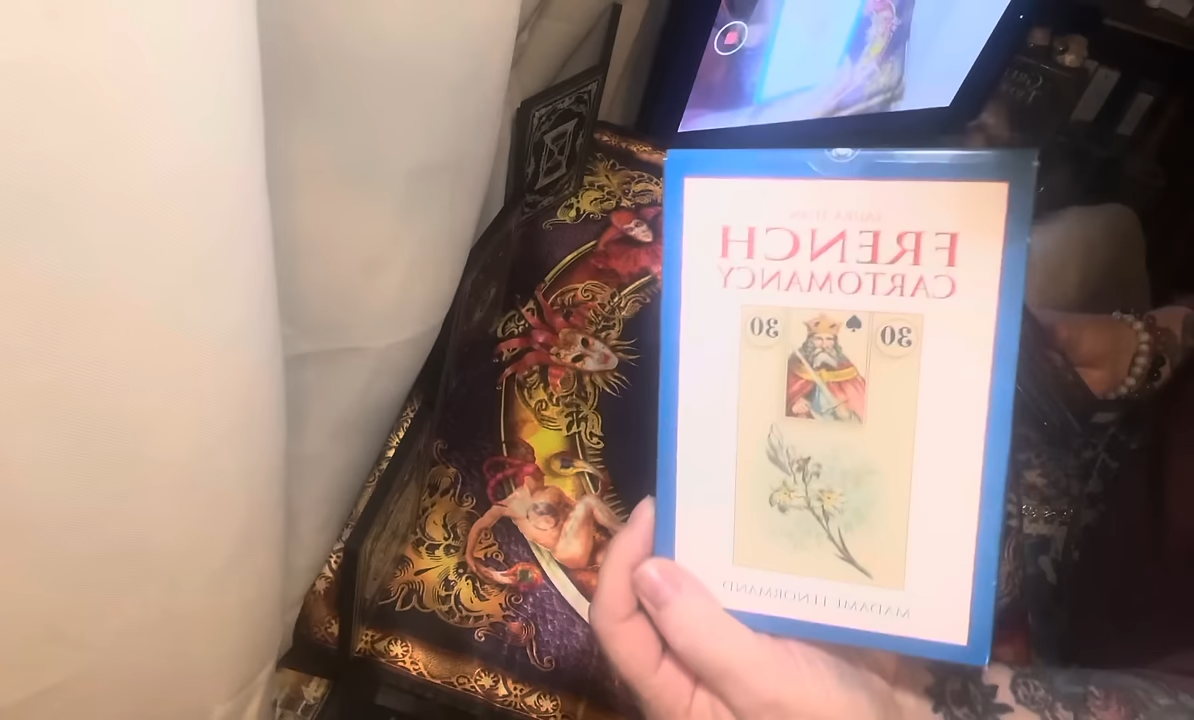 LAURA TUAN
FRENCH
CARTOMANCY
30 30
MADAME LENORMAND